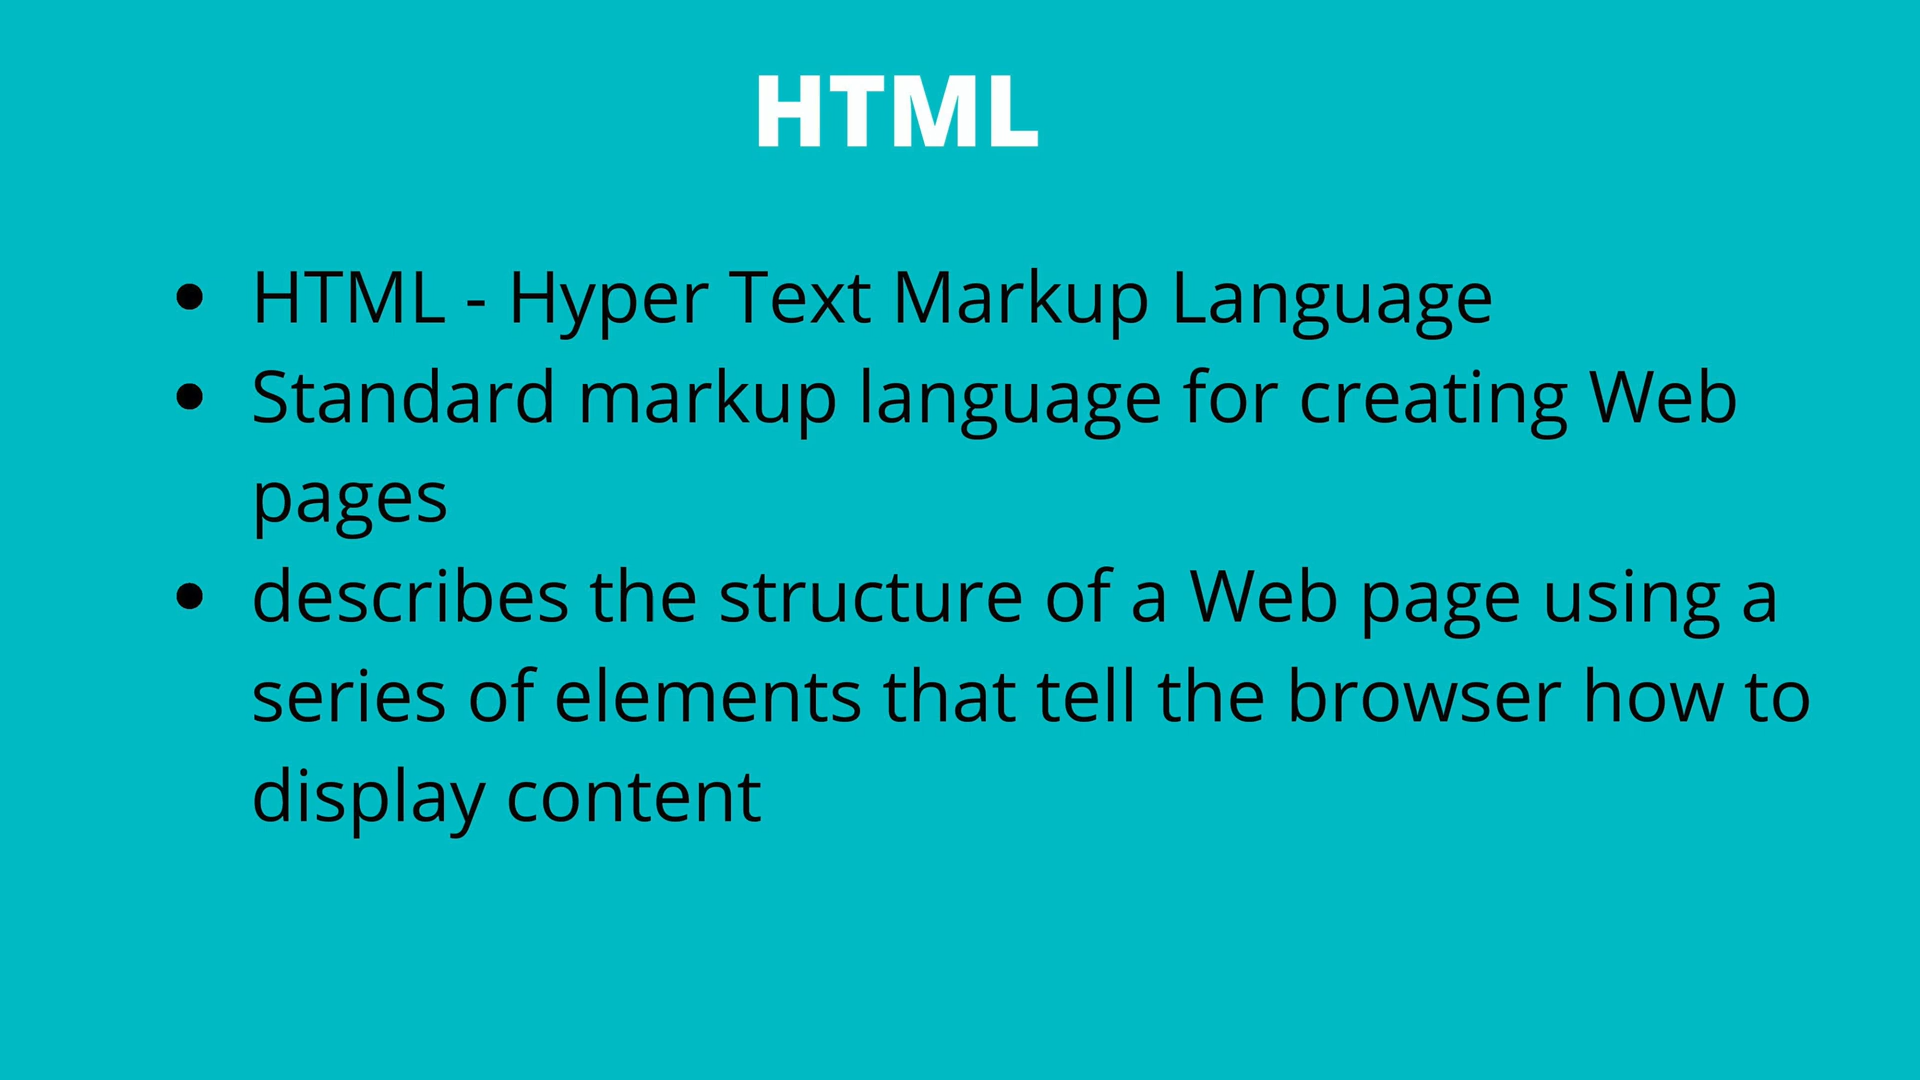 HTML
• HTML - Hyper Text Markup Language
• Standard markup language for creating Web
pages
• describes the structure of a Web page using a
series of elements that tell the browser how to
display content